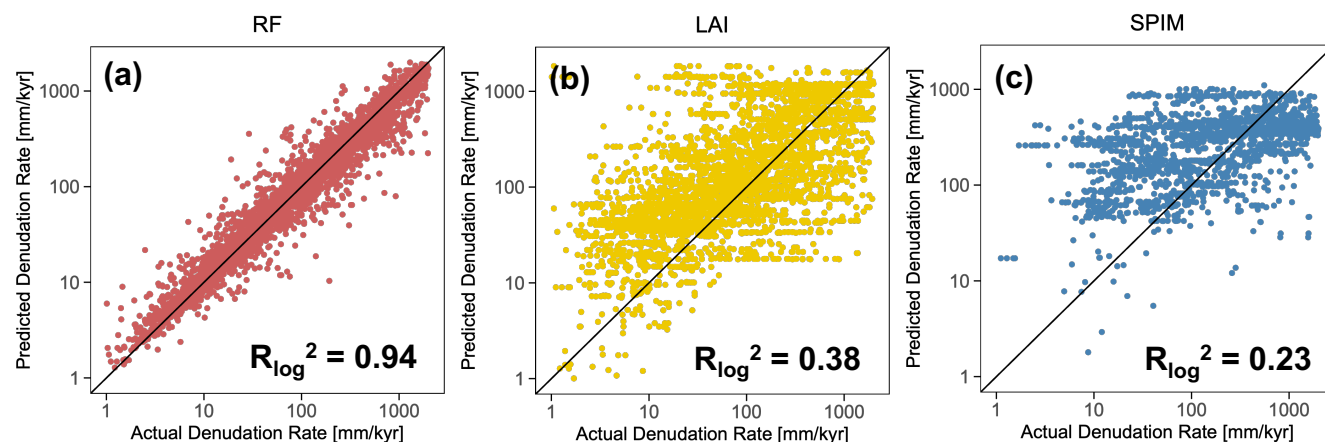 RF
(a)
Predicted Denudation Rate [mm/kyr]
1000
100
10
1
R_log² = 0.94
1 10 100 1000
Actual Denudation Rate [mm/kyr]
LAI
(b)
Predicted Denudation Rate [mm/kyr]
1000
100
10
1
R_log² = 0.38
1 10 100 1000
Actual Denudation Rate [mm/kyr]
SPIM
(c)
Predicted Denudation Rate [mm/kyr]
1000
100
10
1
R_log² = 0.23
1 10 100 1000
Actual Denudation Rate [mm/kyr]